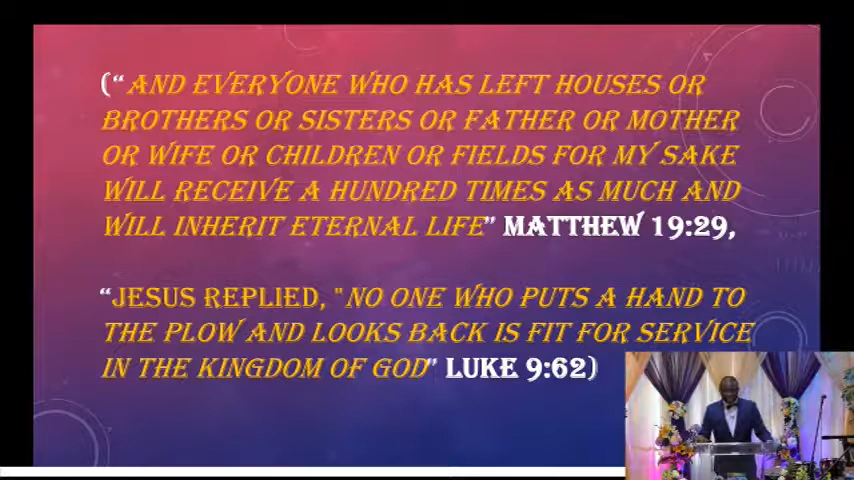 (“AND EVERYONE WHO HAS LEFT HOUSES OR
BROTHERS OR SISTERS OR FATHER OR MOTHER
OR WIFE OR CHILDREN OR FIELDS FOR MY SAKE
WILL RECEIVE A HUNDRED TIMES AS MUCH AND
WILL INHERIT ETERNAL LIFE” MATTHEW 19:29,
“JESUS REPLIED, "NO ONE WHO PUTS A HAND TO
THE PLOW AND LOOKS BACK IS FIT FOR SERVICE
IN THE KINGDOM OF GOD” LUKE 9:62)